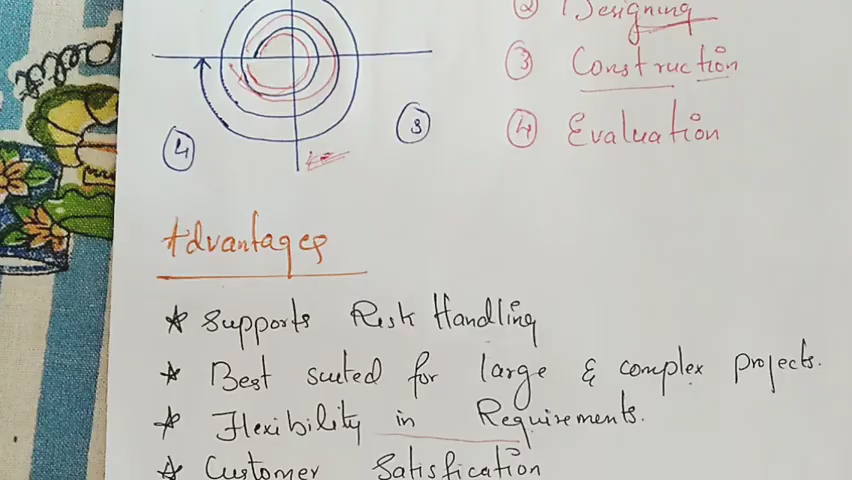 ② Designing
③ Construction
④ Evaluation
④
③
Advantages
★ Supports Risk Handling
★ Best suited for large & complex projects.
★ Flexibility in Requirements.
★ Customer Satisfication